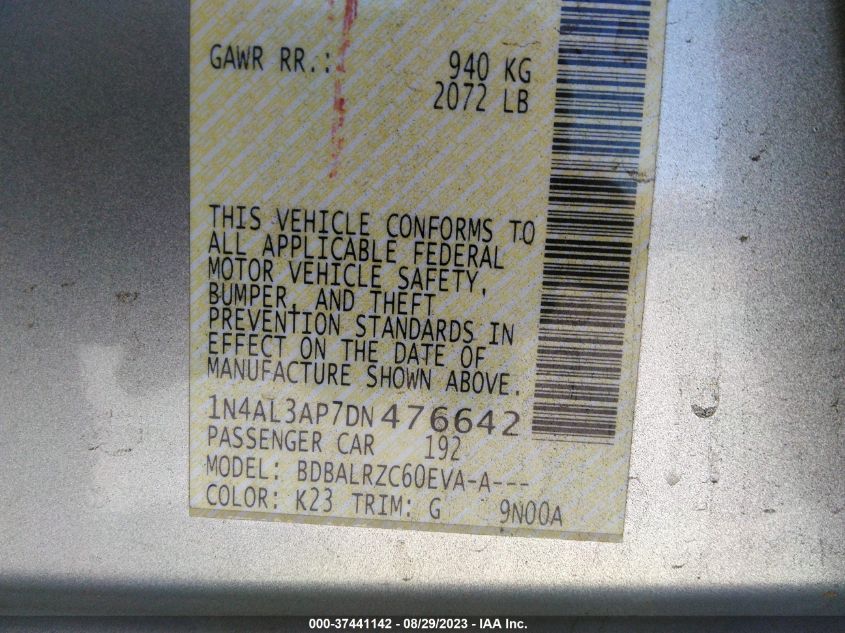 GAWR RR.: 940 KG
2072 LB
THIS VEHICLE CONFORMS TO
ALL APPLICABLE FEDERAL
MOTOR VEHICLE SAFETY,
BUMPER, AND THEFT
PREVENTION STANDARDS IN
EFFECT ON THE DATE OF
MANUFACTURE SHOWN ABOVE.
1N4AL3AP7DN476642
PASSENGER CAR 192
MODEL: BDBALRZC60EVA-A---
COLOR: K23 TRIM: G 9N00A
000-37441142 - 08/29/2023 - IAA Inc.